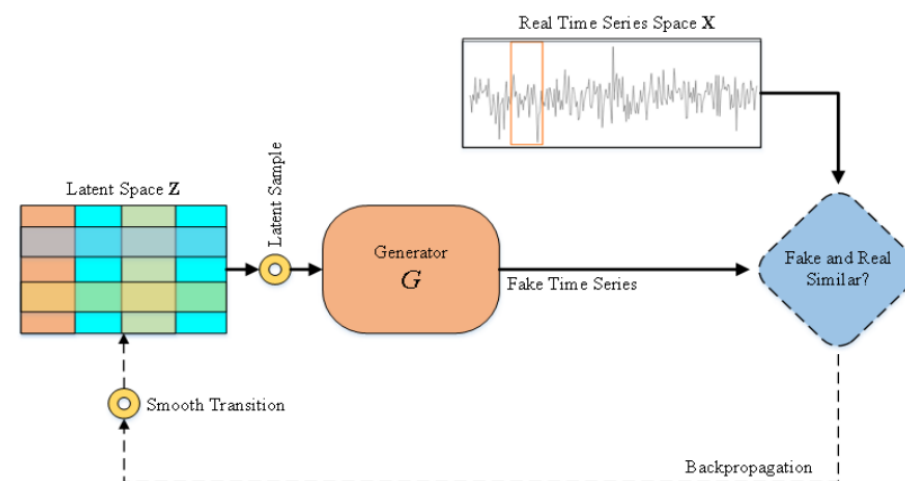 Real Time Series Space X
Latent Space Z
Latent Sample
Generator
G
Fake Time Series
Fake and Real
Similar?
Smooth Transition
Backpropagation